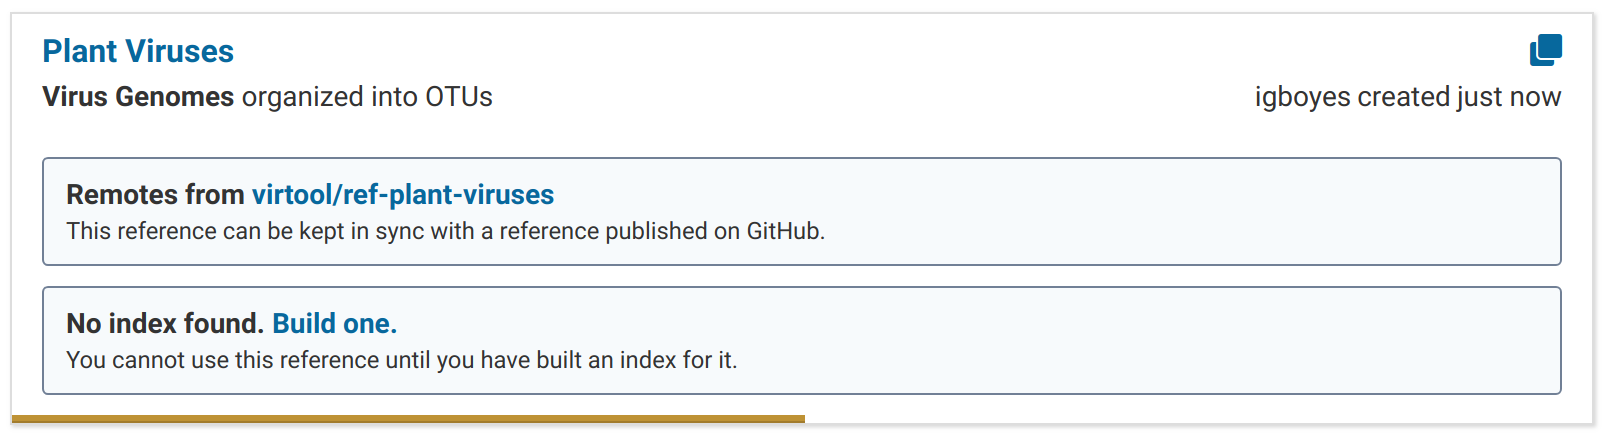 Plant Viruses
Virus Genomes organized into OTUs
igboyes created just now
Remotes from virtool/ref-plant-viruses
This reference can be kept in sync with a reference published on GitHub.
No index found. Build one.
You cannot use this reference until you have built an index for it.